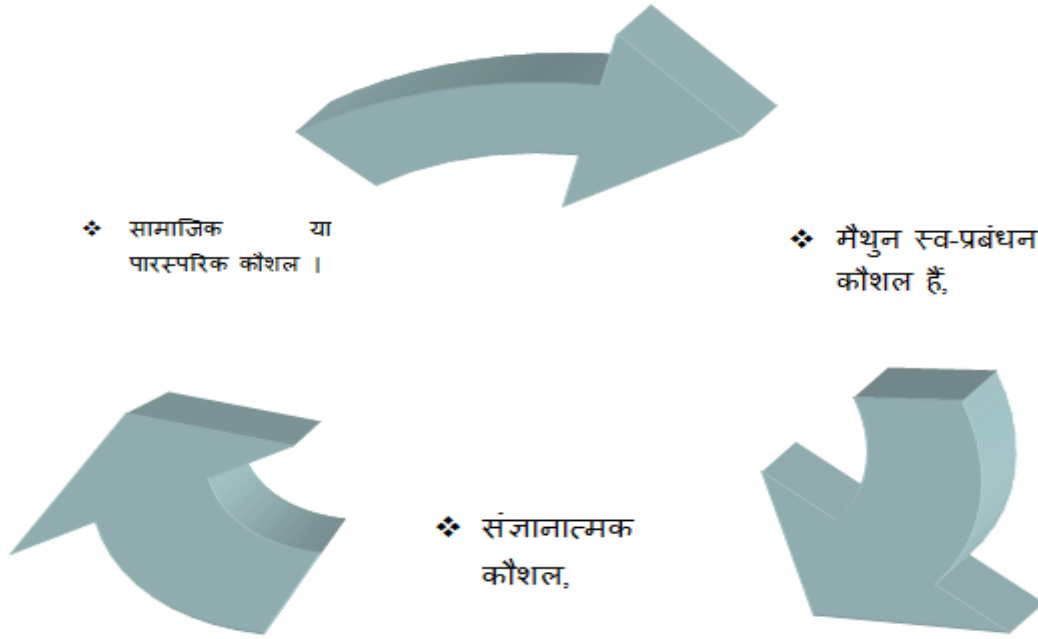 ❖ सामाजिक या
पारस्परिक कौशल ।
❖ मैथुन स्व-प्रबंधन
कौशल हैं,
❖ संज्ञानात्मक
कौशल,